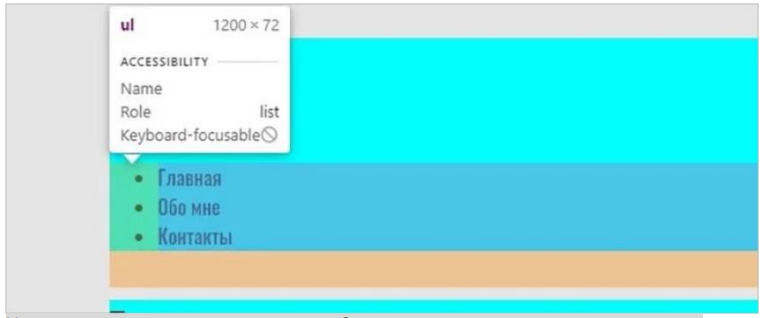 ul 1200 × 72
ACCESSIBILITY
Name
Role list
Keyboard-focusable
Главная
Обо мне
Контакты